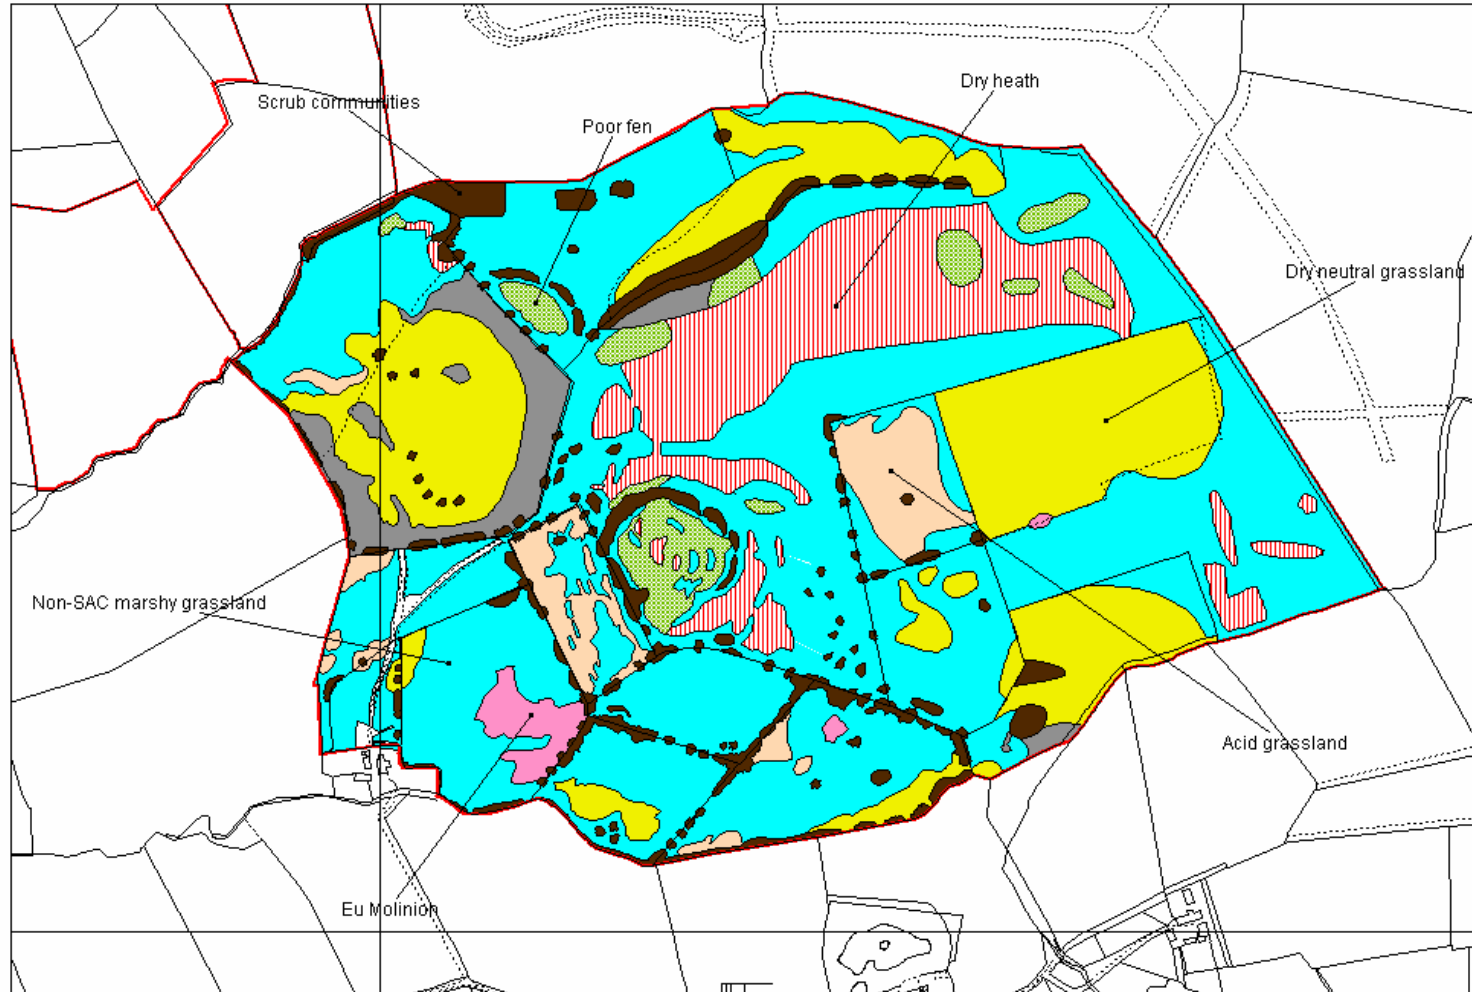 Dry heath
Scrub communities
Poor fen
Dry neutral grassland
Non-SAC marshy grassland
Acid grassland
Eu Molinion